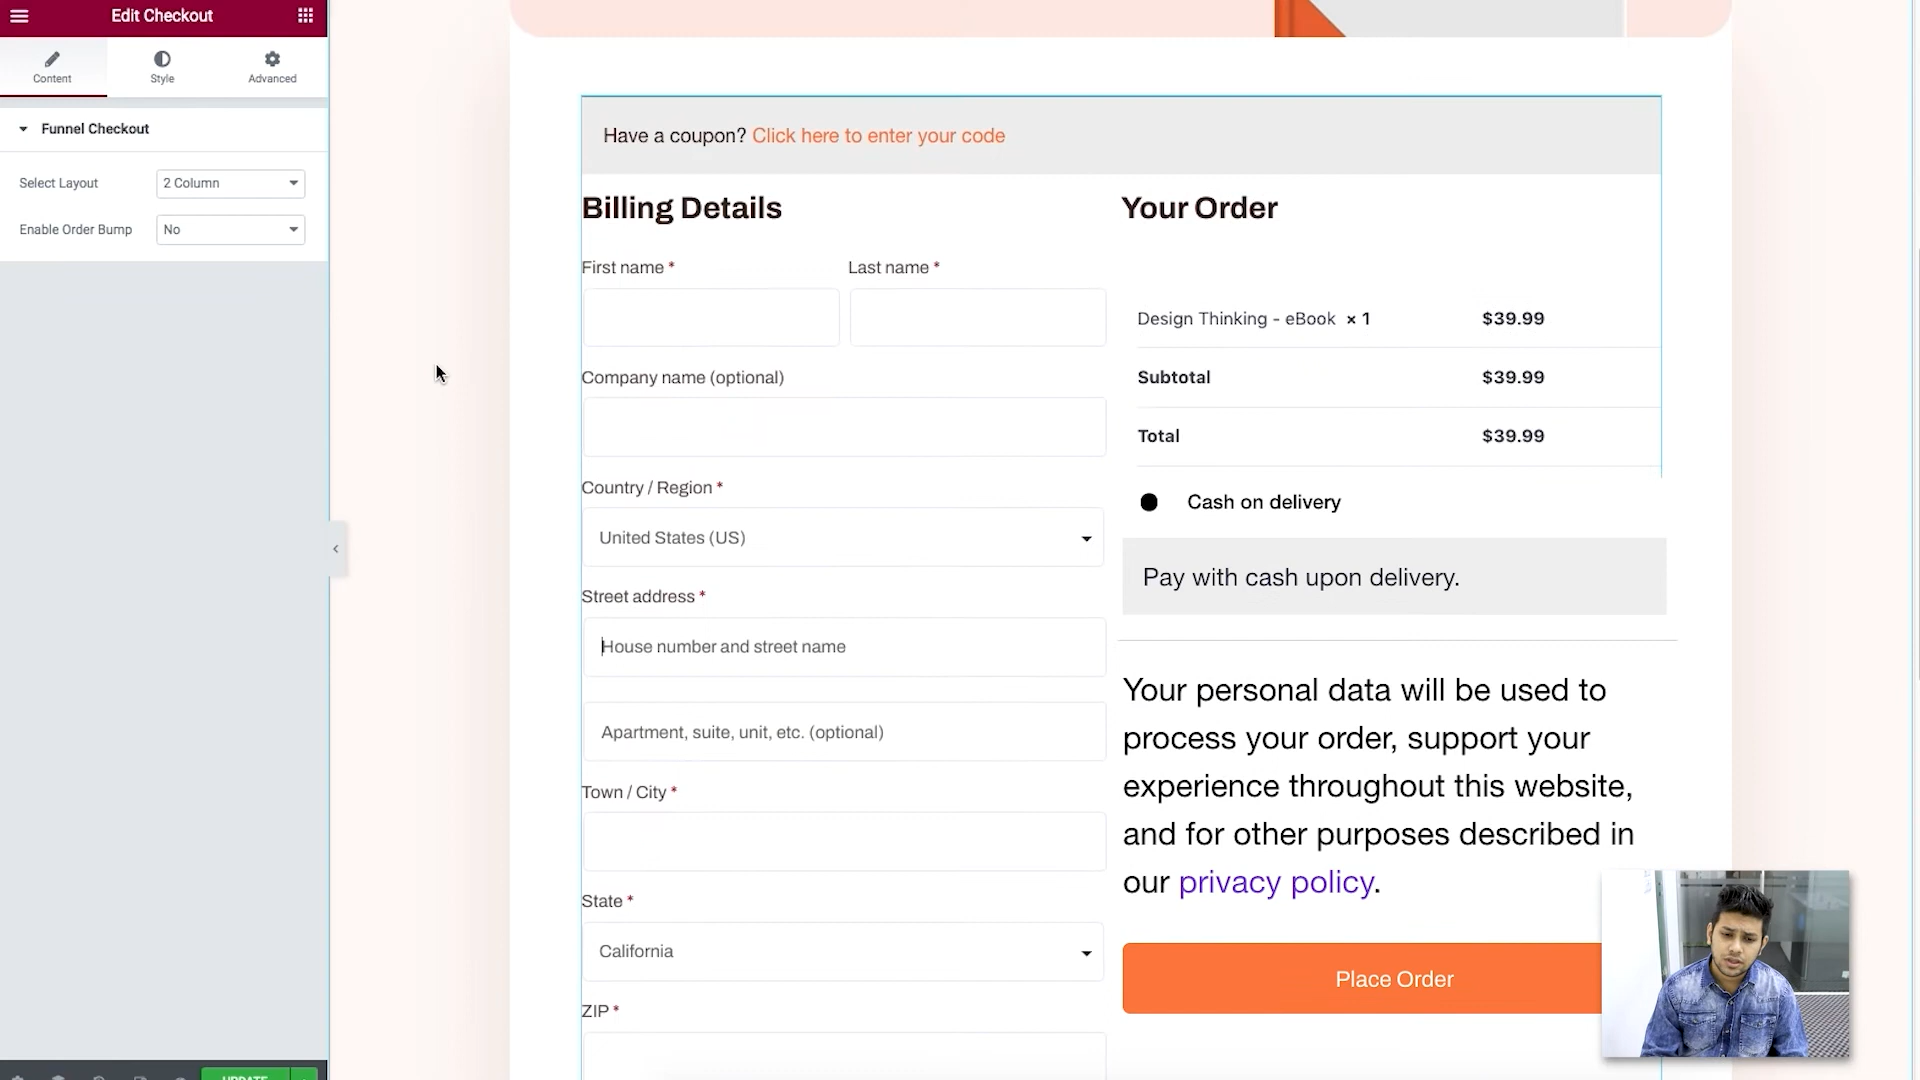 Edit Checkout
Content
Style
Advanced
Funnel Checkout
Select Layout
2 Column
Enable Order Bump
No
UPDATE
Have a coupon? Click here to enter your code
Billing Details
First name *
Last name *
Company name (optional)
Country / Region *
United States (US)
Street address *
House number and street name
Apartment, suite, unit, etc. (optional)
Town / City *
State *
California
ZIP *
Your Order
Design Thinking - eBook × 1 $39.99
Subtotal $39.99
Total $39.99
Cash on delivery
Pay with cash upon delivery.
Your personal data will be used to
process your order, support your
experience throughout this website,
and for other purposes described in
our privacy policy.
Place Order